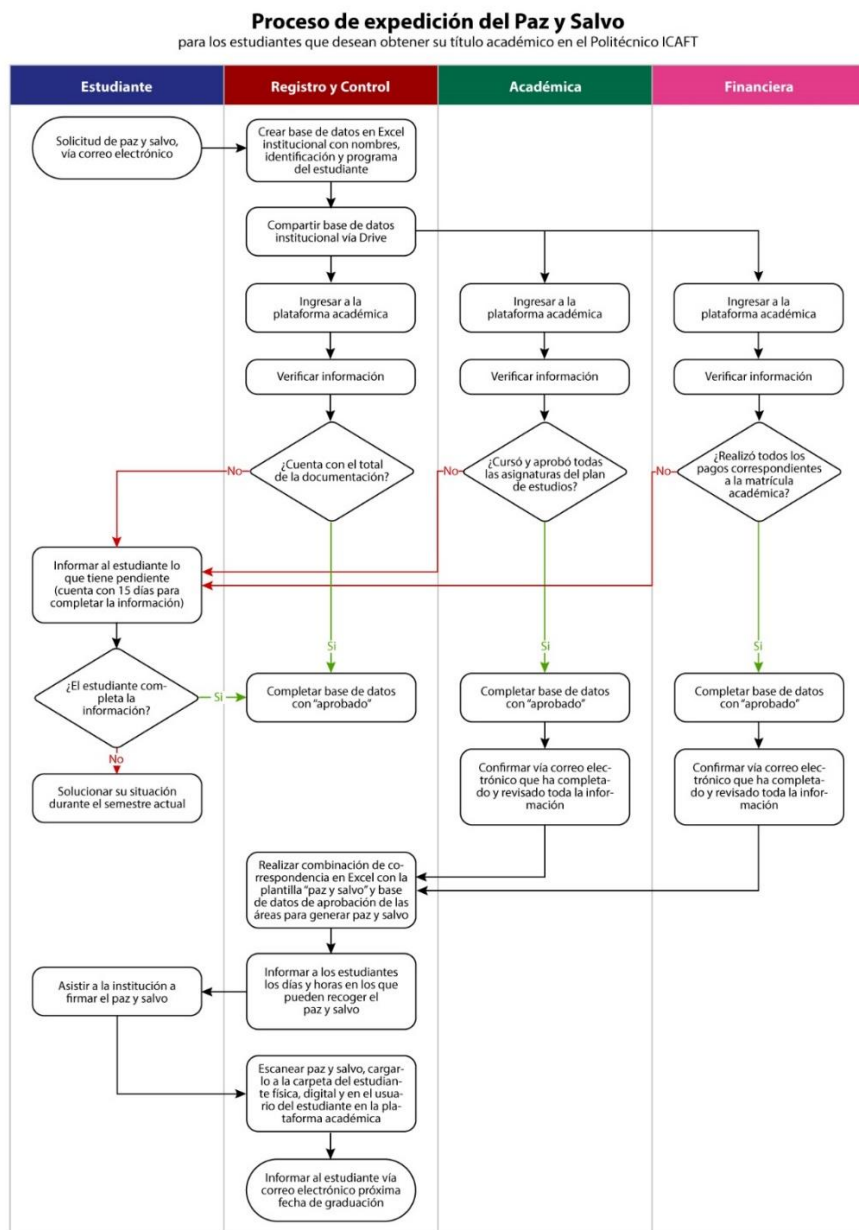 Proceso de expedición del Paz y Salvo
para los estudiantes que desean obtener su título académico en el Politécnico ICAFT
Estudiante
Registro y Control
Académica
Financiera
Solicitud de paz y salvo,
vía correo electrónico
Crear base de datos en Excel
institucional con nombres,
identificación y programa
del estudiante
Compartir base de datos
institucional vía Drive
Ingresar a la
plataforma académica
Ingresar a la
plataforma académica
Ingresar a la
plataforma académica
Verificar información
Verificar información
Verificar información
No
¿Cuenta con el total
de la documentación?
No
¿Cursó y aprobó todas
las asignaturas del plan
de estudios?
No
¿Realizó todos los
pagos correspondientes
a la matrícula
académica?
Informar al estudiante lo
que tiene pendiente
(cuenta con 15 días para
completar la información)
Si
Si
Si
¿El estudiante com-
pleta la
información?
Si
Completar base de datos
con “aprobado”
Completar base de datos
con “aprobado”
Completar base de datos
con “aprobado”
No
Solucionar su situación
durante el semestre actual
Confirmar vía correo elec-
trónico que ha completa-
do y revisado toda la infor-
mación
Confirmar vía correo elec-
trónico que ha completa-
do y revisado toda la infor-
mación
Realizar combinación de co-
rrespondencia en Excel con la
plantilla “paz y salvo” y base
de datos de aprobación de las
áreas para generar paz y salvo
Asistir a la institución a
firmar el paz y salvo
Informar a los estudiantes
los días y horas en los que
pueden recoger el
paz y salvo
Escanear paz y salvo, cargar-
lo a la carpeta del estudian-
te física, digital y en el usua-
rio del estudiante en la pla-
taforma académica
Informar al estudiante vía
correo electrónico próxima
fecha de graduación